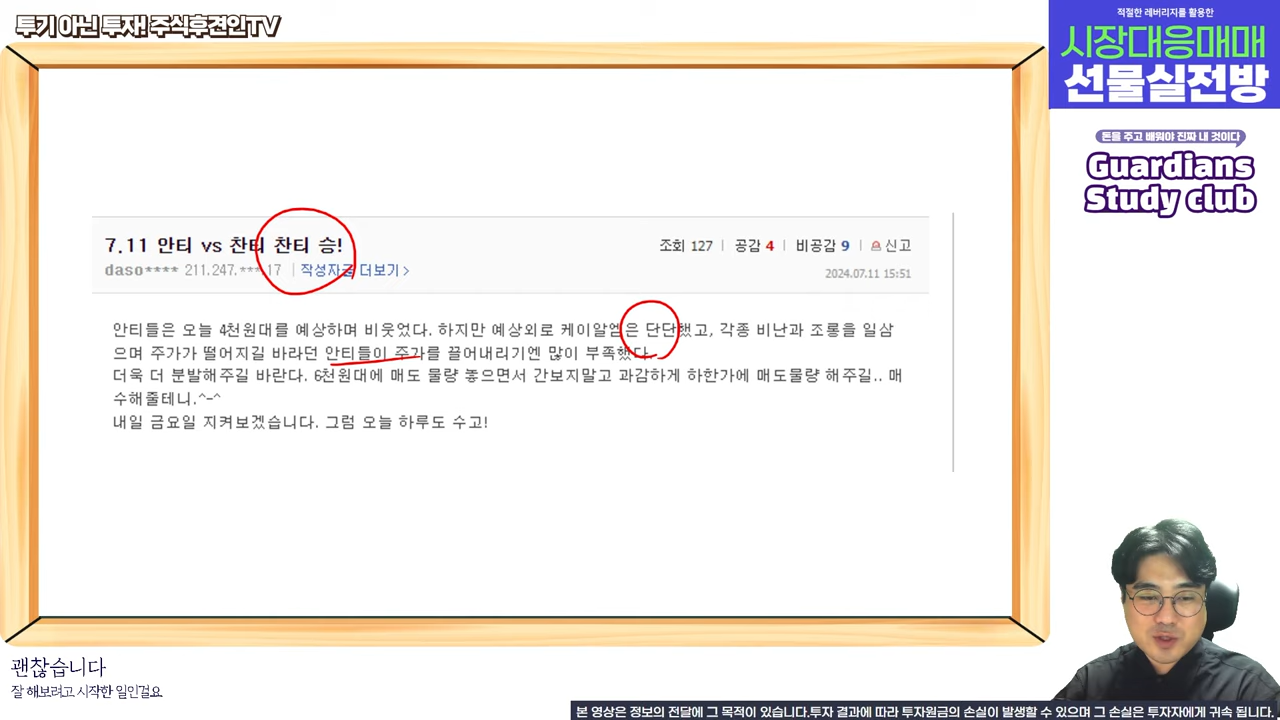 투기 아닌 투자! 주식후견인TV
적절한 레버리지를 활용한
시장대응매매
선물실전방
돈을 주고 배워야 진짜 내 것이다
Guardians
Study club
7.11 안티 vs 찬티 찬티 승!
조회 127 | 공감 4 | 비공감 9 | 신고
daso**** 211.247.***.17 | 작성자글 더보기 >
2024.07.11 15:51
안티들은 오늘 4천원대를 예상하며 비웃었다. 하지만 예상외로 케이알엠은 단단했고, 각종 비난과 조롱을 일삼
으며 주가가 떨어지길 바라던 안티들이 주가를 끌어내리기엔 많이 부족했다.
더욱 더 분발해주길 바란다. 6천원대에 매도 물량 놓으면서 간보지말고 과감하게 하한가에 매도물량 해주길.. 매
수해줄테니.^-^
내일 금요일 지켜보겠습니다. 그럼 오늘 하루도 수고!
괜찮습니다
잘 해보려고 시작한 일인걸요
본 영상은 정보의 전달에 그 목적이 있습니다.투자 결과에 따라 투자원금의 손실이 발생할 수 있으며 그 손실은 투자자에게 귀속 됩니다.